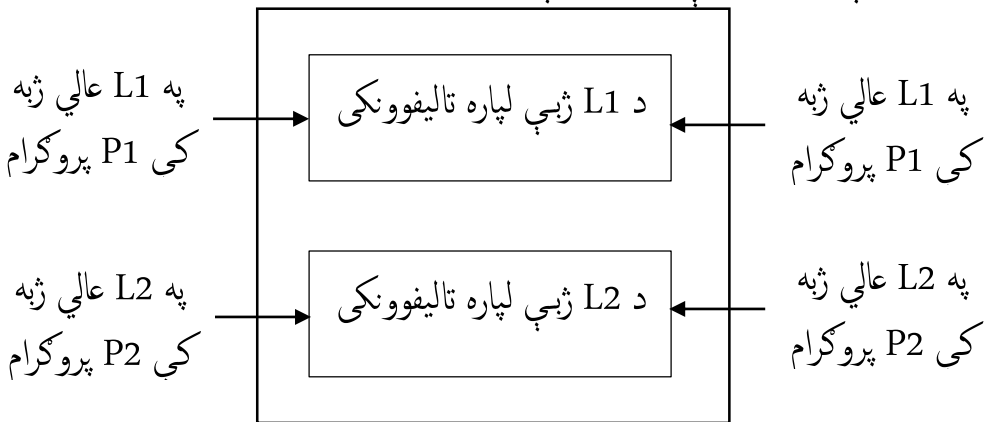 په L1 عالي ژبه
کی P1 پروګرام
د L1 ژبې لپاره تالیفوونکی
په L1 عالي ژبه
کی P1 پروګرام
په L2 عالي ژبه
کی P2 پروګرام
د L2 ژبې لپاره تالیفوونکی
په L2 عالي ژبه
کې P2 پروګرام